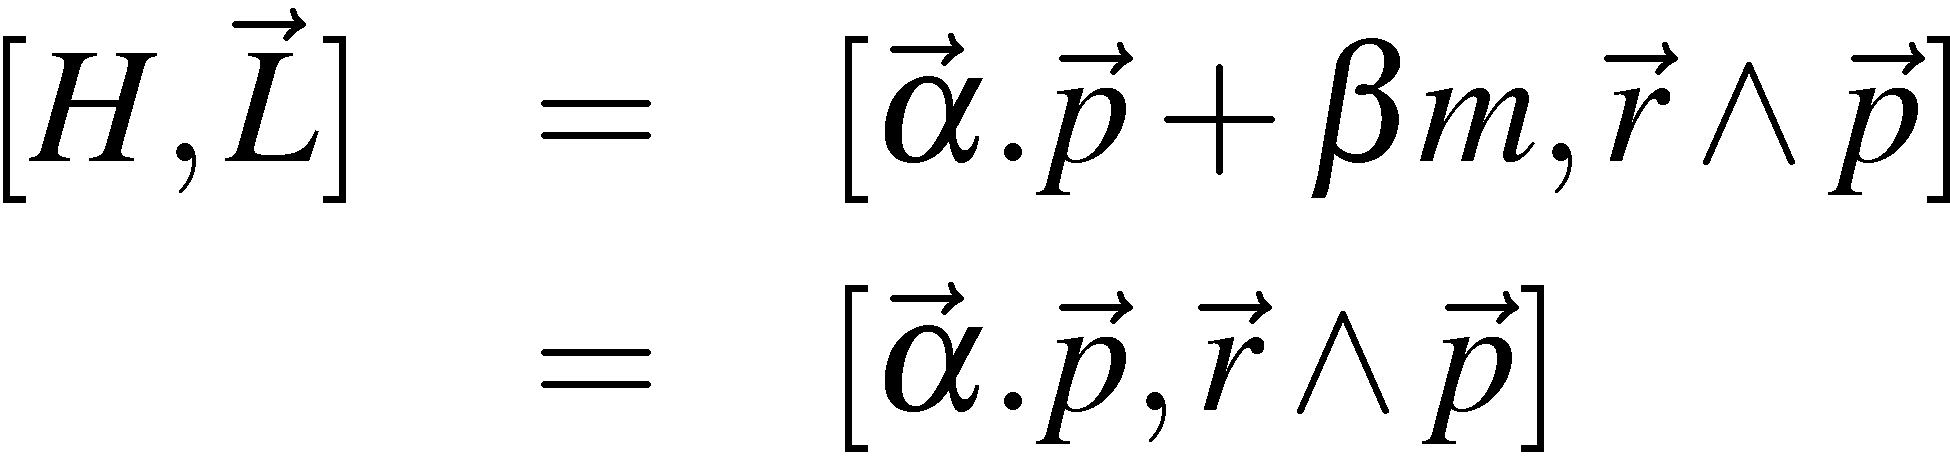 [H, L⃗] = [α⃗.p⃗ + βm, r⃗ ∧ p⃗]
= [α⃗.p⃗, r⃗ ∧ p⃗]